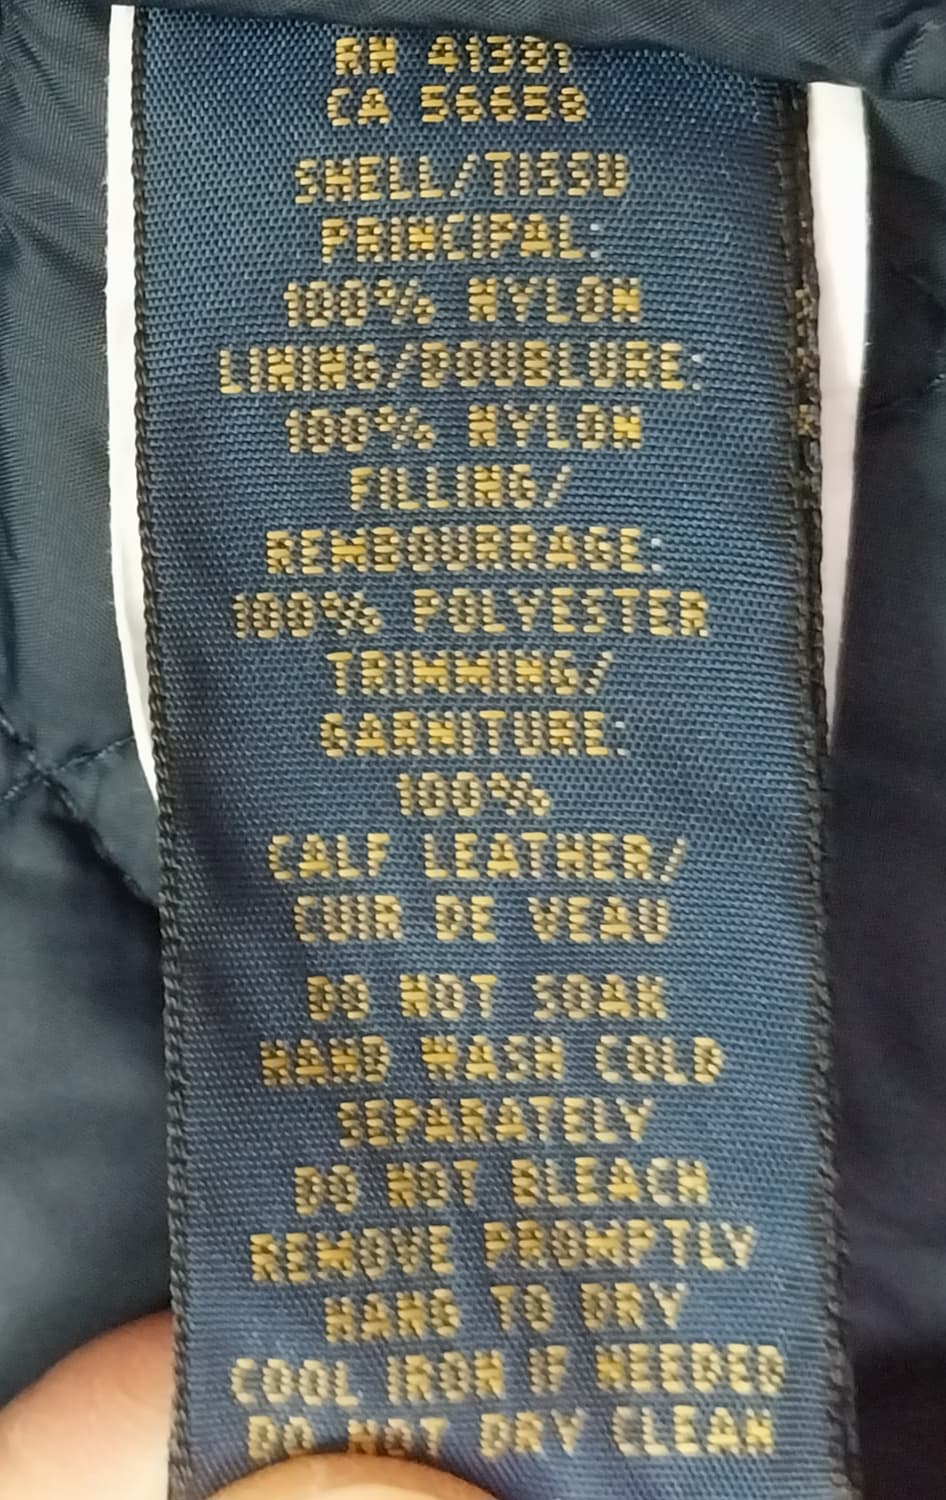 RN 41381
CA 56658
SHELL/TISSU
PRINCIPAL:
100% NYLON
LINING/DOUBLURE:
100% NYLON
FILLING/
REMBOURRAGE:
100% POLYESTER
TRIMMING/
GARNITURE:
100%
CALF LEATHER/
CUIR DE VEAU
DO NOT SOAK
HAND WASH COLD
SEPARATELY
DO NOT BLEACH
REMOVE PROMPTLY
HANG TO DRY
COOL IRON IF NEEDED
DO NOT DRY CLEAN